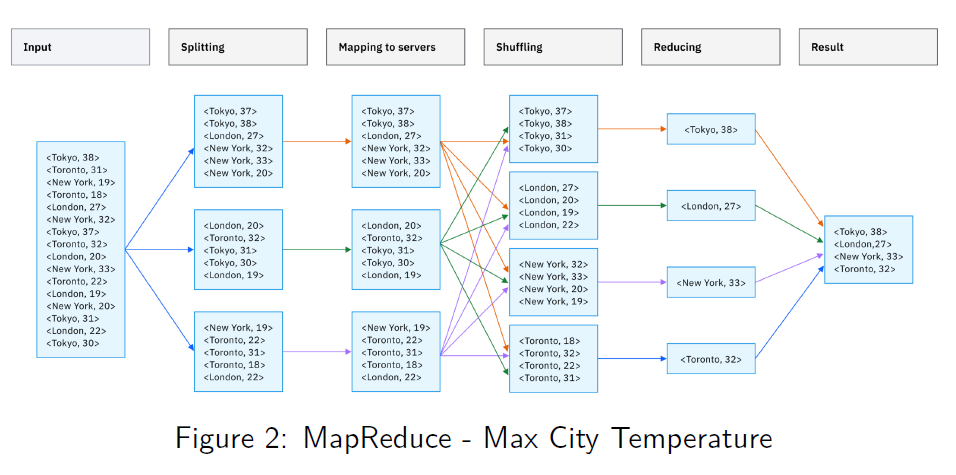 Input
Splitting
Mapping to servers
Shuffling
Reducing
Result
<Tokyo, 38>
<Toronto, 31>
<New York, 19>
<Toronto, 18>
<London, 27>
<New York, 32>
<Tokyo, 37>
<Toronto, 32>
<London, 20>
<New York, 33>
<Toronto, 22>
<London, 19>
<New York, 20>
<Tokyo, 31>
<London, 22>
<Tokyo, 30>
<Tokyo, 37>
<Tokyo, 38>
<London, 27>
<New York, 32>
<New York, 33>
<New York, 20>
<London, 20>
<Toronto, 32>
<Tokyo, 31>
<Tokyo, 30>
<London, 19>
<New York, 19>
<Toronto, 22>
<Toronto, 31>
<Toronto, 18>
<London, 22>
<Tokyo, 37>
<Tokyo, 38>
<London, 27>
<New York, 32>
<New York, 33>
<New York, 20>
<London, 20>
<Toronto, 32>
<Tokyo, 31>
<Tokyo, 30>
<London, 19>
<New York, 19>
<Toronto, 22>
<Toronto, 31>
<Toronto, 18>
<London, 22>
<Tokyo, 37>
<Tokyo, 38>
<Tokyo, 31>
<Tokyo, 30>
<London, 27>
<London, 20>
<London, 19>
<London, 22>
<New York, 32>
<New York, 33>
<New York, 20>
<New York, 19>
<Toronto, 18>
<Toronto, 32>
<Toronto, 22>
<Toronto, 31>
<Tokyo, 38>
<London, 27>
<New York, 33>
<Toronto, 32>
<Tokyo, 38>
<London,27>
<New York, 33>
<Toronto, 32>
Figure 2: MapReduce - Max City Temperature